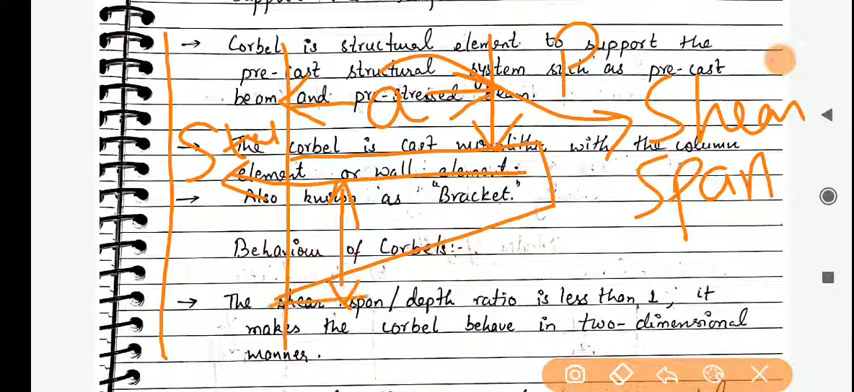 → Corbel is structural element to support the
pre-cast structural system such as pre-cast
beam and pre-stressed beam.
→ The corbel is cast monolithic with the column
element or wall element.
→ Also known as "Bracket."
Behaviour of Corbels:-
→ The shear span/depth ratio is less than 1, it
makes the corbel behave in two-dimensional
manner.
P
a
Shear
span
Steel